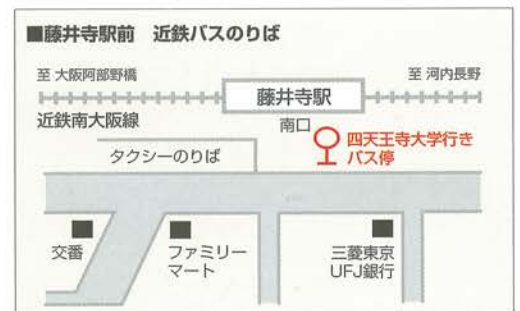 ■藤井寺駅前 近鉄バスのりば
至 大阪阿部野橋
至 河内長野
藤井寺駅
近鉄南大阪線
南口
四天王寺大学行き
バス停
タクシーのりば
交番
ファミリー
マート
三菱東京
UFJ銀行